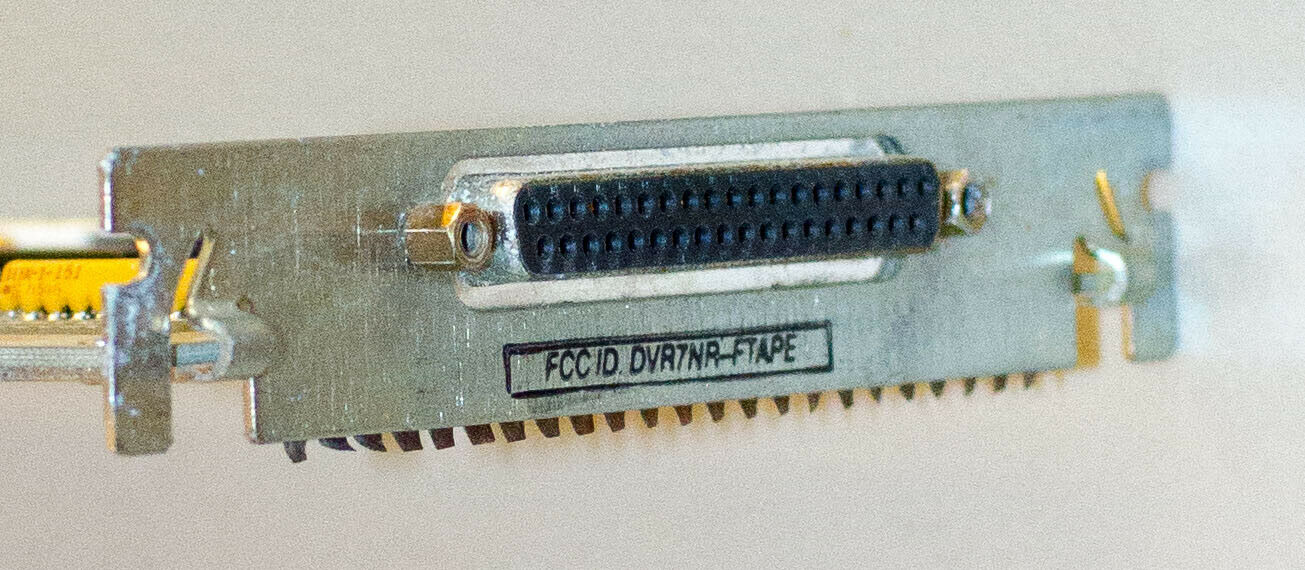 FCC ID. DVR7NR-FTAPE